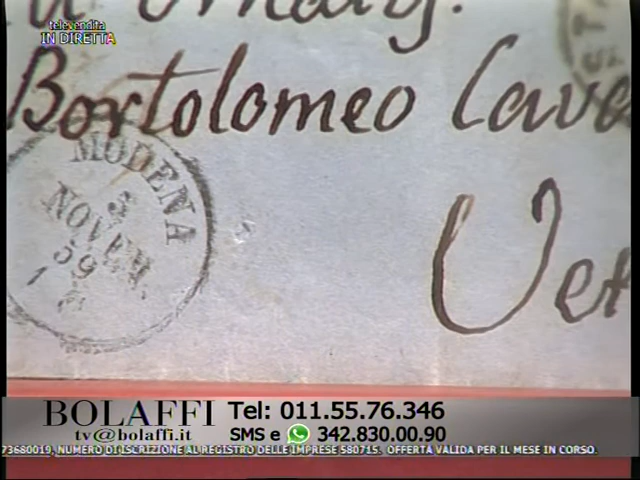 televendita
IN DIRETTA
Bortolomeo Cave
MODENA
3
NOVEM.
59
1
Vet
BOLAFFI
tv@bolaffi.it
Tel: 011.55.76.346
SMS e 342.830.00.90
73680019, NUMERO DI ISCRIZIONE AL REGISTRO DELLE IMPRESE 580715. OFFERTA VALIDA PER IL MESE IN CORSO.